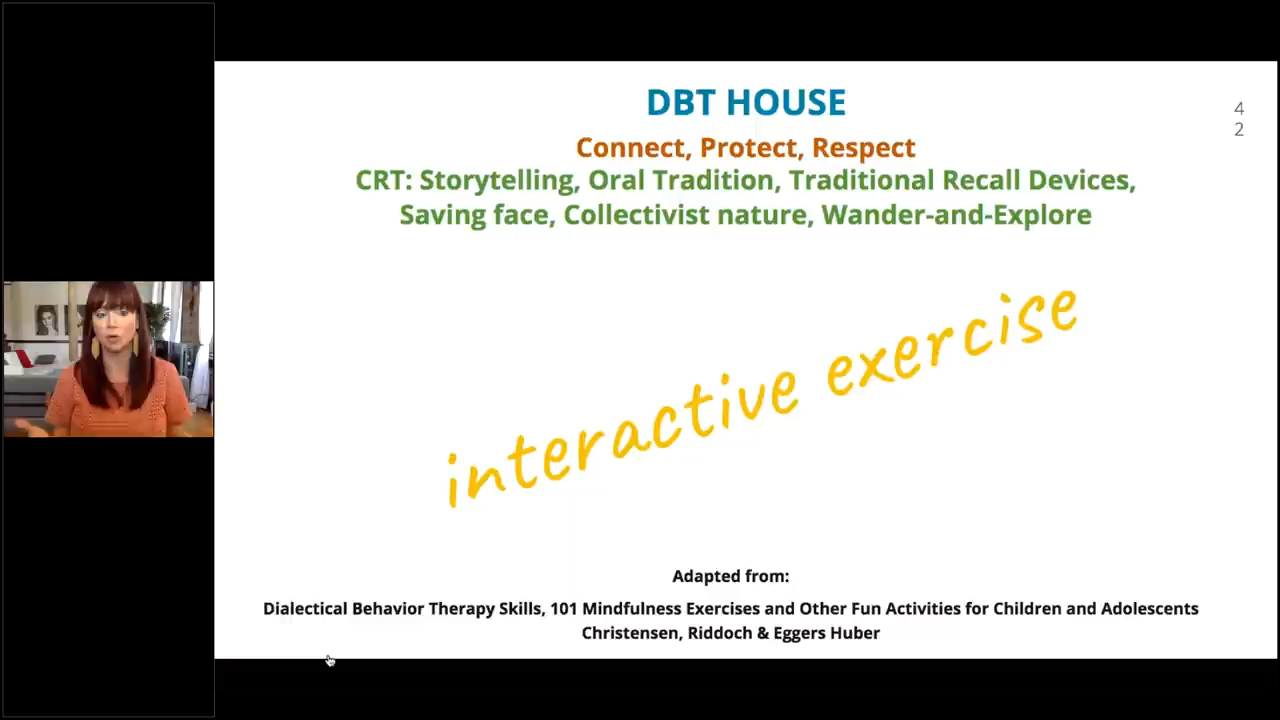 DBT HOUSE
4
2
Connect, Protect, Respect
CRT: Storytelling, Oral Tradition, Traditional Recall Devices,
Saving face, Collectivist nature, Wander-and-Explore
interactive exercise
Adapted from:
Dialectical Behavior Therapy Skills, 101 Mindfulness Exercises and Other Fun Activities for Children and Adolescents
Christensen, Riddoch & Eggers Huber